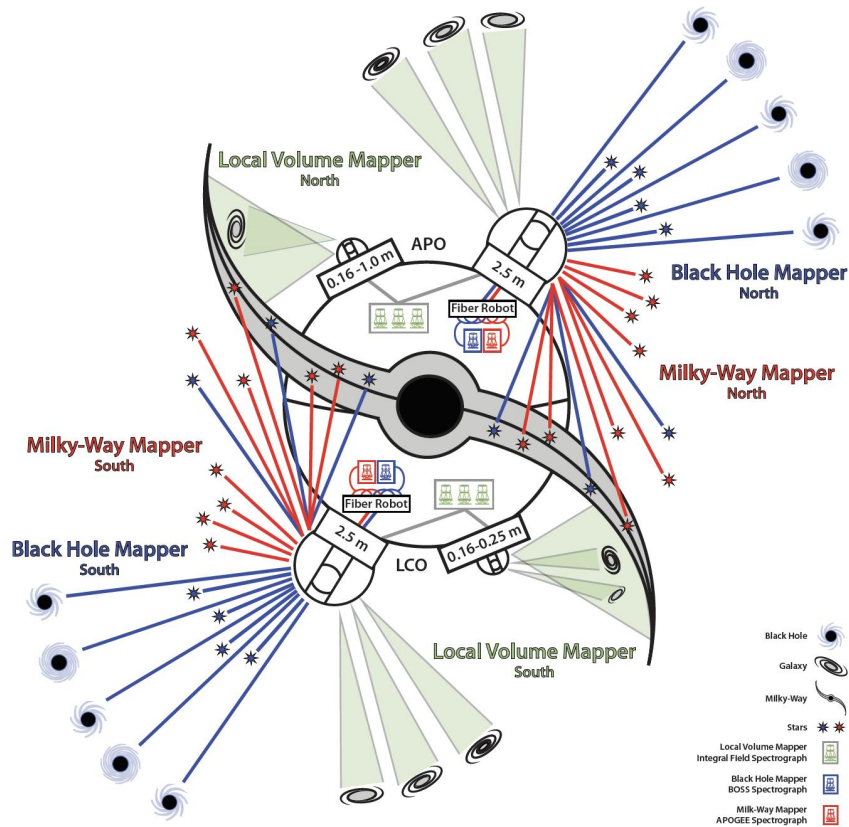 Local Volume Mapper
North
APO
0.16-1.0 m
2.5 m
Fiber Robot
Black Hole Mapper
North
Milky-Way Mapper
North
Milky-Way Mapper
South
Black Hole Mapper
South
Fiber Robot
2.5 m
LCO
0.16-0.25 m
Local Volume Mapper
South
Black Hole
Galaxy
Milky-Way
Stars
Local Volume Mapper
Integral Field Spectrograph
Black Hole Mapper
BOSS Spectrograph
Milk-Way Mapper
APOGEE Spectrograph